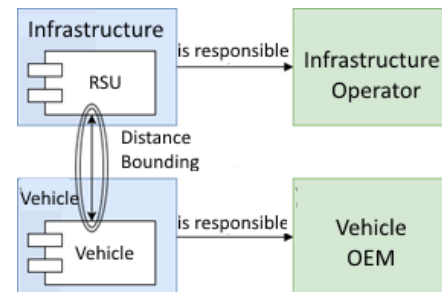 Infrastructure
RSU
is responsible
Infrastructure
Operator
Distance
Bounding
Vehicle
Vehicle
is responsible
Vehicle
OEM